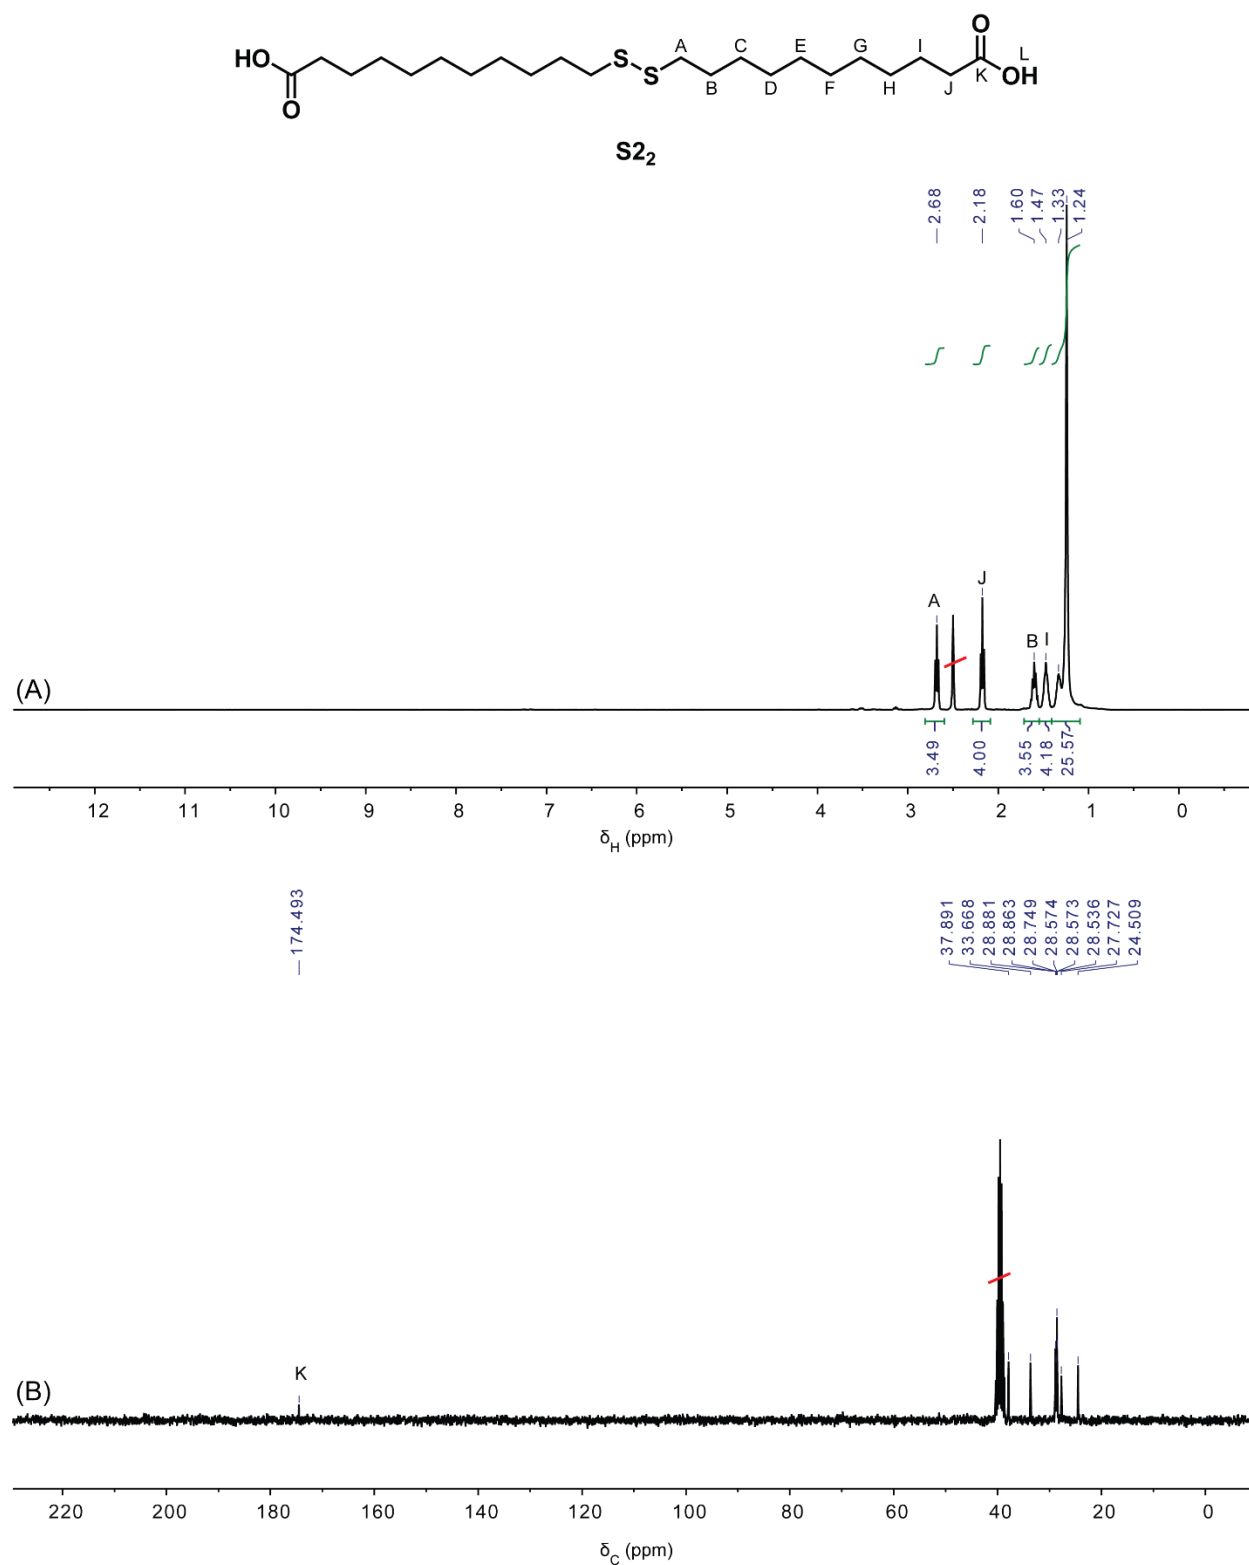 O O
HO S A C E G I L
S B D F H J K OH
O
S2₂
2.68 2.18 1.60 1.47 1.33 1.24
A J B I
(A)
3.49 4.00 3.55 4.18 25.57
12 11 10 9 8 7 6 5 4 3 2 1 0
δH (ppm)
174.493 37.891 33.668 28.881 28.863 28.749 28.574 28.573 28.536 27.727 24.509
K
(B)
220 200 180 160 140 120 100 80 60 40 20 0
δC (ppm)